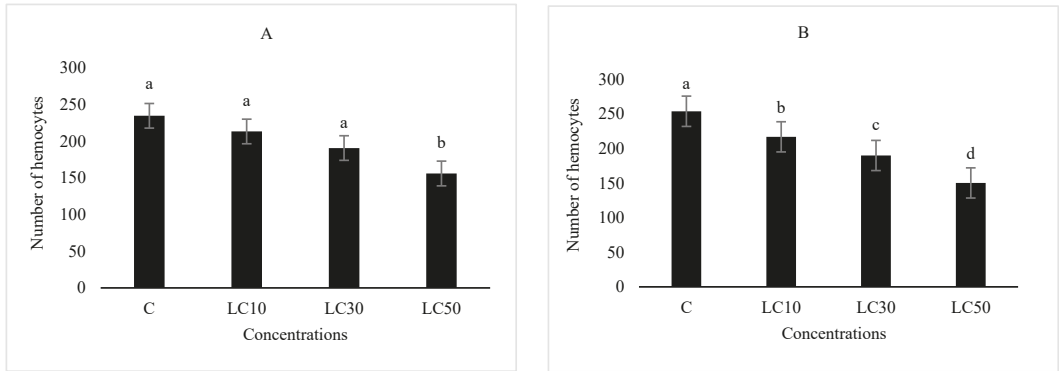 A
Number of hemocytes
300
250
200
150
100
50
0
a
a
a
b
C
LC10
LC30
LC50
Concentrations
B
Number of hemocytes
300
250
200
150
100
50
0
a
b
c
d
C
LC10
LC30
LC50
Concentrations